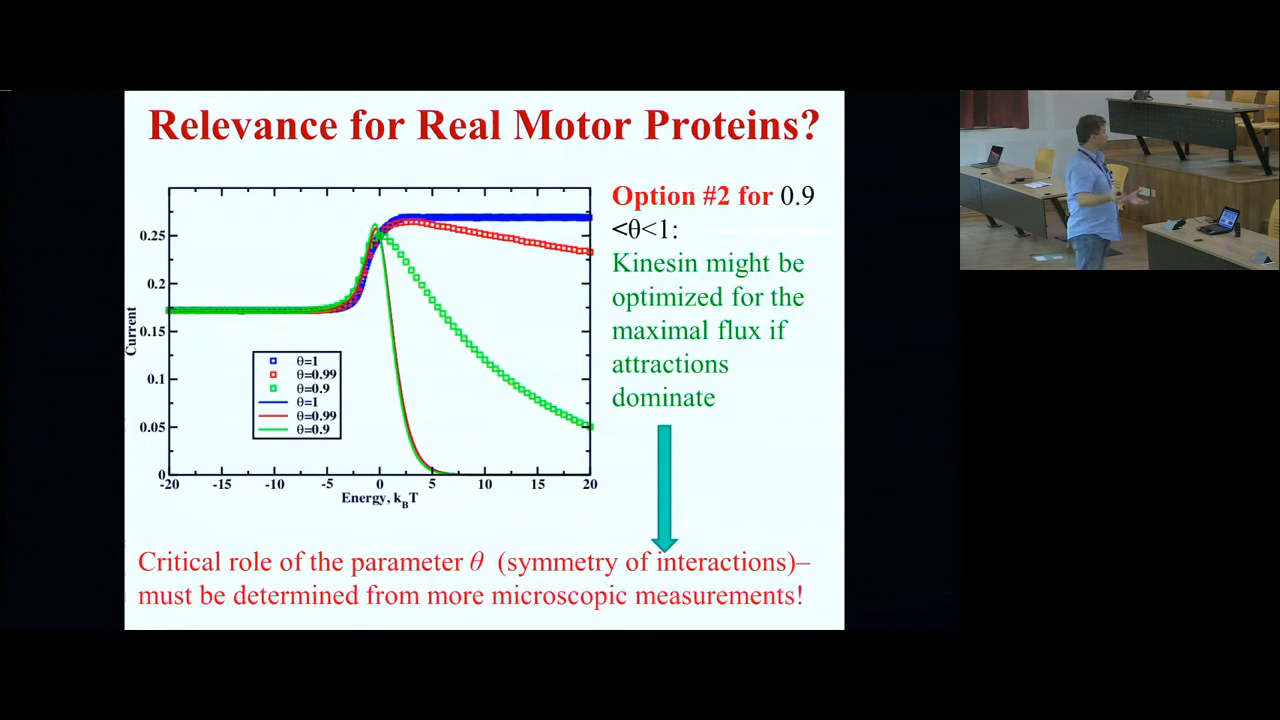 Relevance for Real Motor Proteins?
Current
0.25
0.2
0.15
0.1
0.05
0
-20
-15
-10
-5
0
5
10
15
20
Energy, kBT
θ=1
θ=0.99
θ=0.9
θ=1
θ=0.99
θ=0.9
Option #2 for 0.9
<θ<1:
Kinesin might be
optimized for the
maximal flux if
attractions
dominate
Critical role of the parameter θ (symmetry of interactions)–
must be determined from more microscopic measurements!